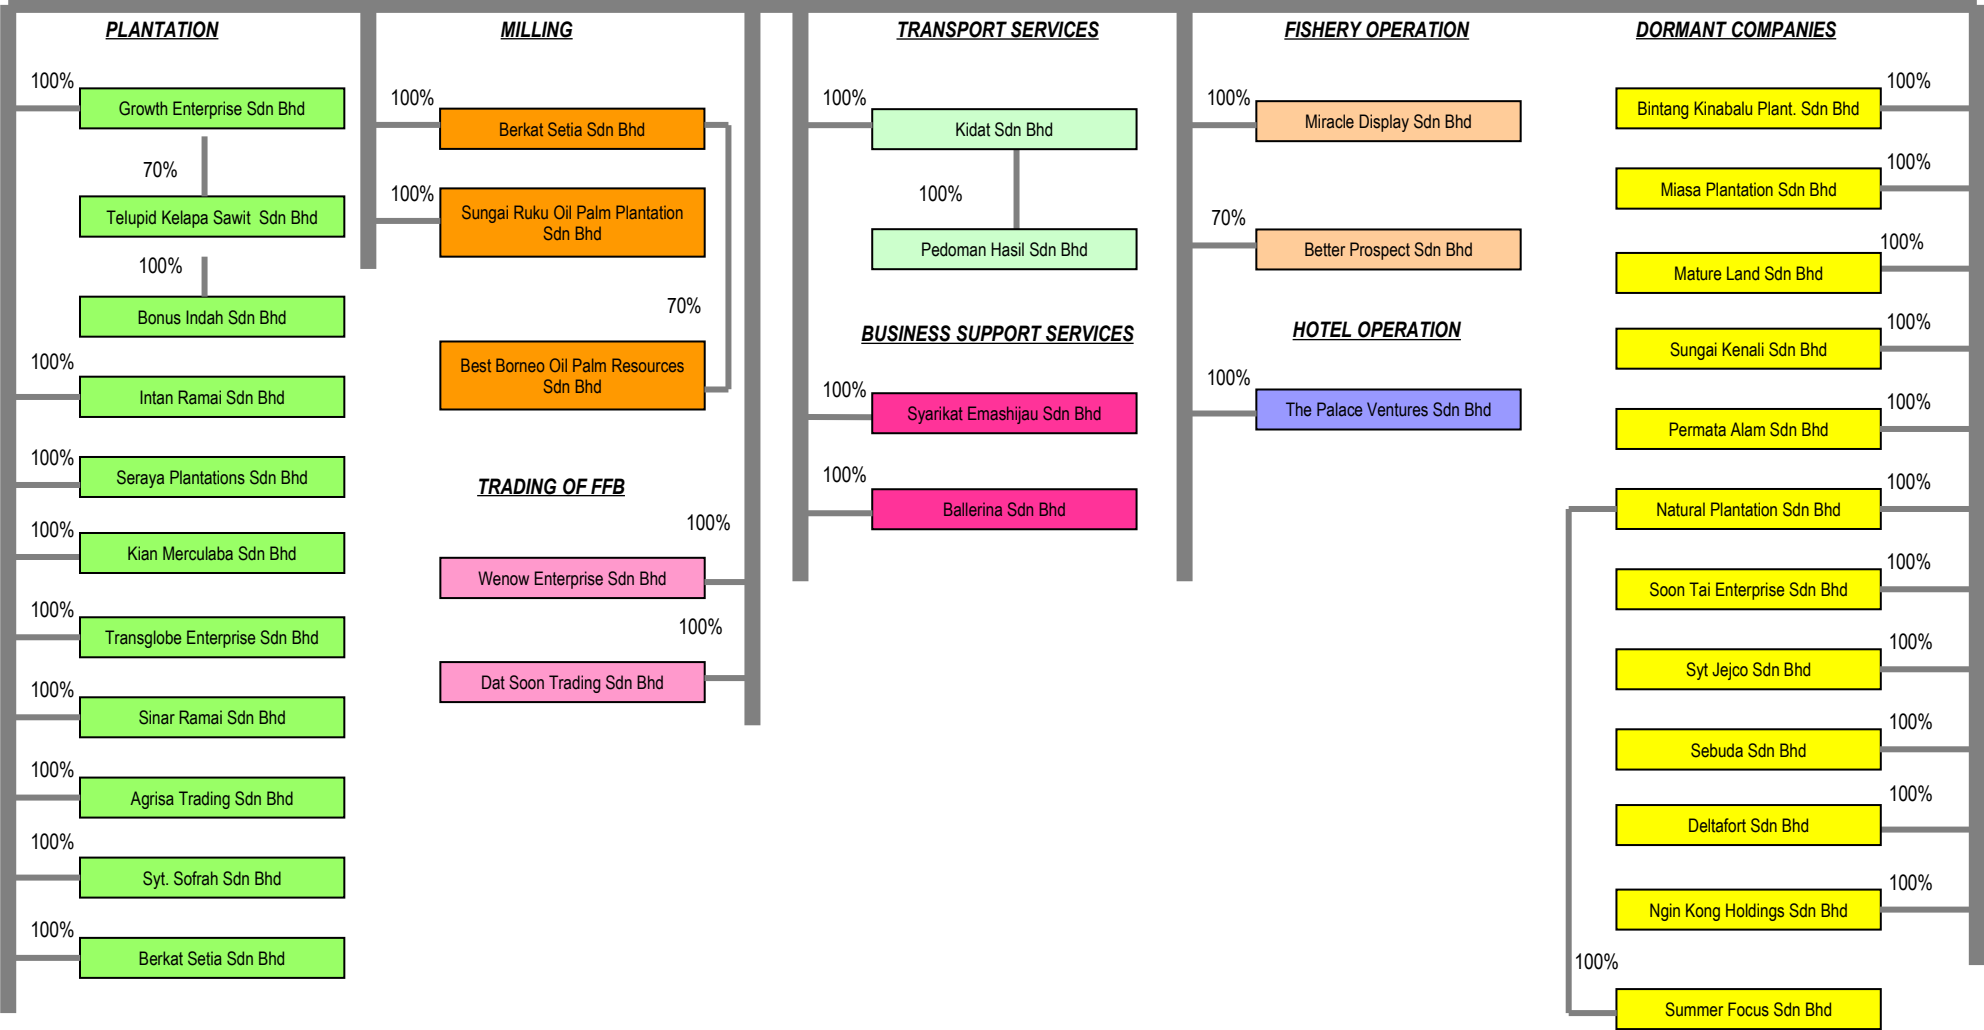 PLANTATION
100%
Growth Enterprise Sdn Bhd
70%
Telupid Kelapa Sawit  Sdn Bhd
100%
Bonus Indah Sdn Bhd
100%
Intan Ramai Sdn Bhd
100%
Seraya Plantations Sdn Bhd
100%
Kian Merculaba Sdn Bhd
100%
Transglobe Enterprise Sdn Bhd
100%
Sinar Ramai Sdn Bhd
100%
Agrisa Trading Sdn Bhd
100%
Syt. Sofrah Sdn Bhd
100%
Berkat Setia Sdn Bhd
MILLING
100%
Berkat Setia Sdn Bhd
100%
Sungai Ruku Oil Palm Plantation
Sdn Bhd
70%
Best Borneo Oil Palm Resources
Sdn Bhd
TRADING OF FFB
100%
Wenow Enterprise Sdn Bhd
100%
Dat Soon Trading Sdn Bhd
TRANSPORT SERVICES
100%
Kidat Sdn Bhd
100%
Pedoman Hasil Sdn Bhd
BUSINESS SUPPORT SERVICES
100%
Syarikat Emashijau Sdn Bhd
100%
Ballerina Sdn Bhd
FISHERY OPERATION
100%
Miracle Display Sdn Bhd
70%
Better Prospect Sdn Bhd
HOTEL OPERATION
100%
The Palace Ventures Sdn Bhd
DORMANT COMPANIES
100%
Bintang Kinabalu Plant. Sdn Bhd
100%
Miasa Plantation Sdn Bhd
100%
Mature Land Sdn Bhd
100%
Sungai Kenali Sdn Bhd
100%
Permata Alam Sdn Bhd
100%
Natural Plantation Sdn Bhd
100%
Soon Tai Enterprise Sdn Bhd
100%
Syt Jejco Sdn Bhd
100%
Sebuda Sdn Bhd
100%
Deltafort Sdn Bhd
100%
Ngin Kong Holdings Sdn Bhd
100%
Summer Focus Sdn Bhd